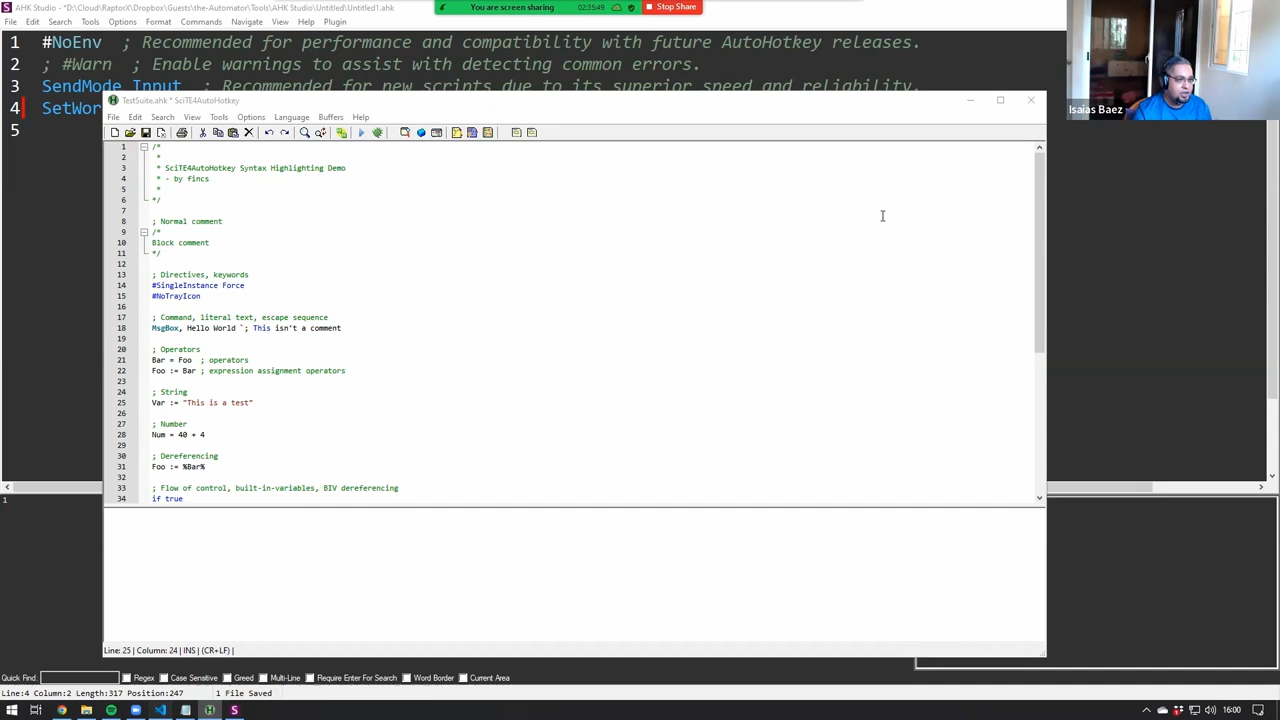 AHK Studio - *D:\Cloud\RaptorX\Dropbox\Guests\the-Automator\Tools\AHK Studio\Untitled\Untitled1.ahk
You are screen sharing
02:35:49
Stop Share
File Edit Search Tools Options Commands Navigate View Help Plugin
1 #NoEnv ; Recommended for performance and compatibility with future AutoHotkey releases.
2 ; #Warn ; Enable warnings to assist with detecting common errors.
3 SendMode Input ; Recommended for new scripts due to its superior speed and reliability.
4 SetWor
5
Isaias Baez
TestSuite.ahk * SciTE4AutoHotkey
File Edit Search View Tools Options Language Buffers Help
1 /*
2 *
3 * SciTE4AutoHotkey Syntax Highlighting Demo
4 * - by fincs
5 *
6 */
7
8 ; Normal comment
9 /*
10 Block comment
11 */
12
13 ; Directives, keywords
14 #SingleInstance Force
15 #NoTrayIcon
16
17 ; Command, literal text, escape sequence
18 MsgBox, Hello World `; This isn't a comment
19
20 ; Operators
21 Bar = Foo ; operators
22 Foo := Bar ; expression assignment operators
23
24 ; String
25 Var := "This is a test"
26
27 ; Number
28 Num = 40 + 4
29
30 ; Dereferencing
31 Foo := %Bar%
32
33 ; Flow of control, built-in-variables, BIV dereferencing
34 if true
1
Line: 25 | Column: 24 | INS | (CR+LF) |
Quick Find: Regex Case Sensitive Greed Multi-Line Require Enter For Search Word Border Current Area
Line:4 Column:2 Length:317 Position:247 1 File Saved
16:00